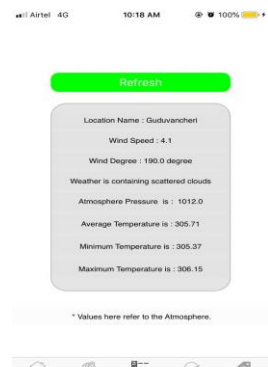 Airtel 4G 10:18 AM 100%
Refresh
Location Name : Guduvancheri
Wind Speed : 4.1
Wind Degree : 190.0 degree
Weather is containing scattered clouds
Atmosphere Pressure is : 1012.0
Average Temperature is : 305.71
Minimum Temperature is : 305.37
Maximum Temperature is : 306.15
* Values here refer to the Atmosphere.